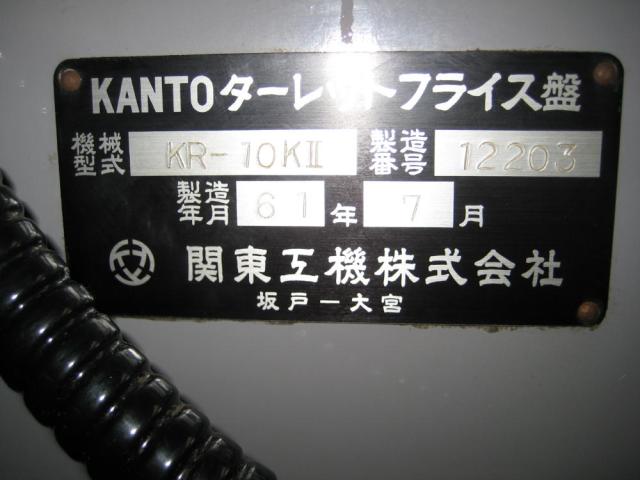 KANTOターレットフライス盤
機械型式 KR-10KⅡ 製造番号 12203
製造年月 61年 7月
関東工機株式会社
坂戸ー大宮